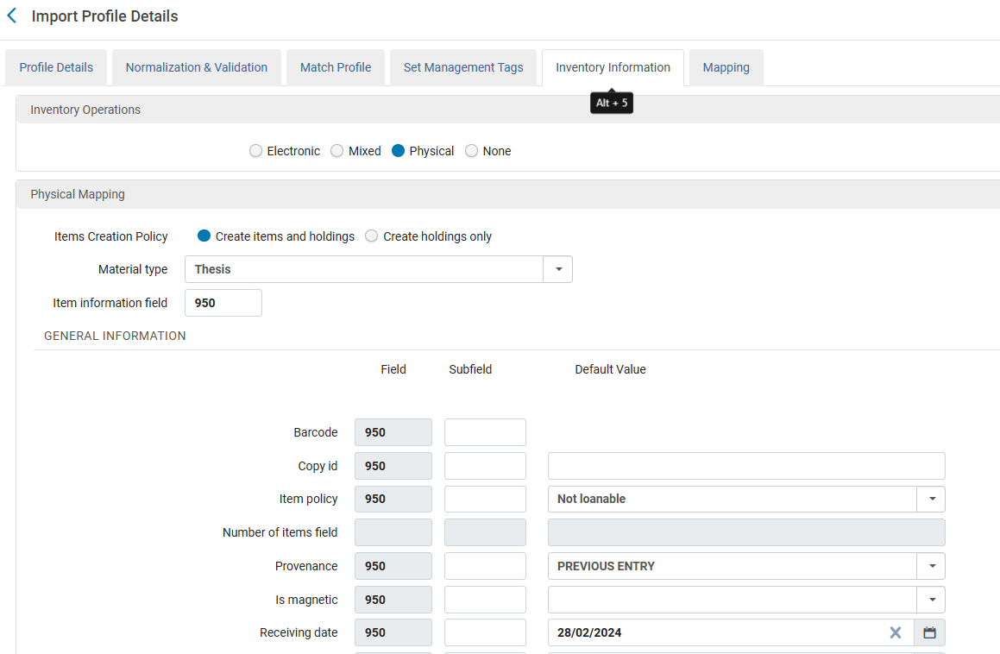 Import Profile Details
Profile Details Normalization & Validation Match Profile Set Management Tags Inventory Information Mapping
Alt + 5
Inventory Operations
Electronic Mixed Physical None
Physical Mapping
Items Creation Policy Create items and holdings Create holdings only
Material type Thesis
Item information field 950
GENERAL INFORMATION
Field Subfield Default Value
Barcode 950
Copy id 950
Item policy 950 Not loanable
Number of items field
Provenance 950 PREVIOUS ENTRY
Is magnetic 950
Receiving date 950 28/02/2024